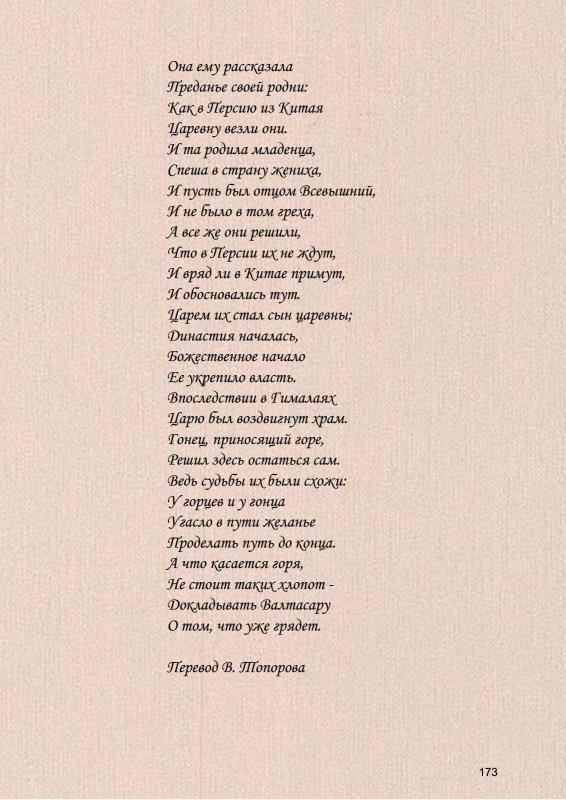 Она ему рассказала
Преданье своей родни:
Как в Персию из Китая
Царевну везли они.
И та родила младенца,
Спеша в страну жениха,
И пусть был отцом Всевышний,
И не было в том греха,
А все же они решили,
Что в Персии их не ждут,
И вряд ли в Китае примут,
И обосновались тут.
Царем их стал сын царевны;
Династия началась,
Божественное начало
Ее укрепило власть.
Впоследствии в Гималаях
Царю был воздвигнут храм.
Гонец, приносящий горе,
Решил здесь остаться сам.
Ведь судьбы их были схожи:
У горцев и у гонца
Угасло в пути желанье
Проделать путь до конца.
А что касается горя,
Не стоит таких хлопот -
Докладывать Валтасару
О том, что уже грядет.
Перевод В. Топорова
173